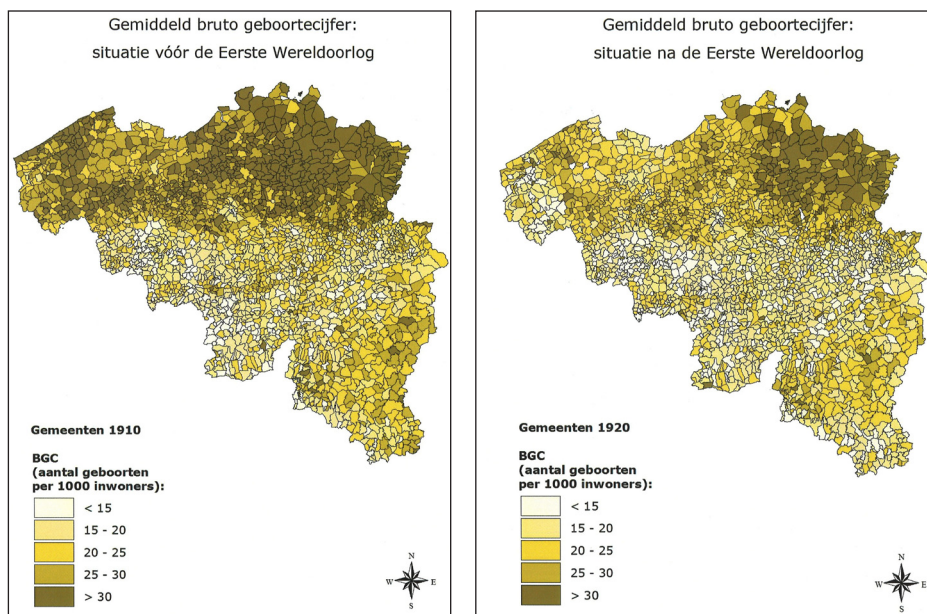 Gemiddeld bruto geboortecijfer:
situatie vóór de Eerste Wereldoorlog
Gemeenten 1910
BGC
(aantal geboorten
per 1000 inwoners):
< 15
15 - 20
20 - 25
25 - 30
> 30
N
W E
S
Gemiddeld bruto geboortecijfer:
situatie na de Eerste Wereldoorlog
Gemeenten 1920
BGC
(aantal geboorten
per 1000 inwoners):
< 15
15 - 20
20 - 25
25 - 30
> 30
N
W E
S